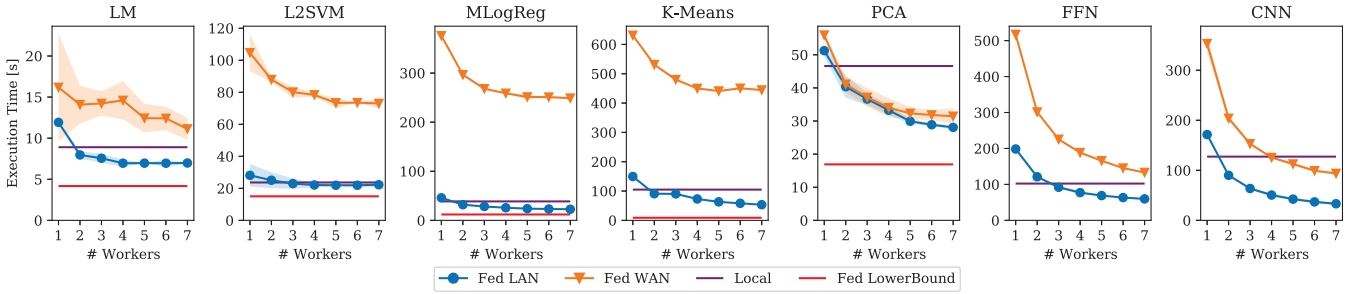 LM L2SVM MLogReg K-Means PCA FFN CNN
Execution Time [s]
20 15 10 5 0
120 100 80 60 40 20 0
300 200 100 0
600 500 400 300 200 100 0
50 40 30 20 10 0
500 400 300 200 100 0
300 200 100 0
1 2 3 4 5 6 7 1 2 3 4 5 6 7 1 2 3 4 5 6 7 1 2 3 4 5 6 7 1 2 3 4 5 6 7 1 2 3 4 5 6 7 1 2 3 4 5 6 7
# Workers # Workers # Workers # Workers # Workers # Workers # Workers
Fed LAN Fed WAN Local Fed LowerBound